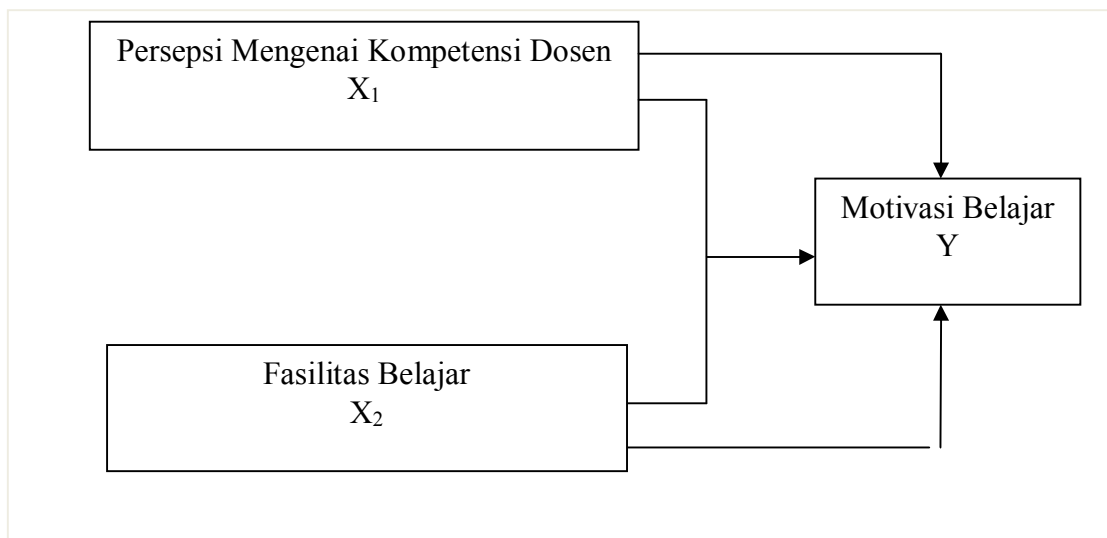 Persepsi Mengenai Kompetensi Dosen
X₁
Motivasi Belajar
Y
Fasilitas Belajar
X₂